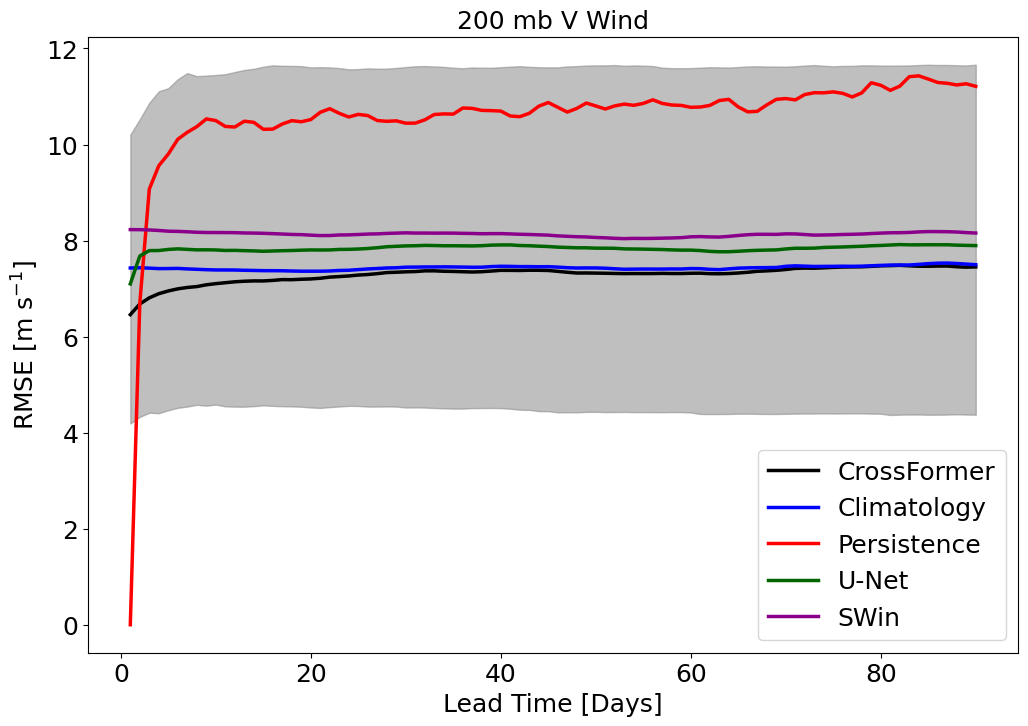 200 mb V Wind
RMSE [m s⁻¹]
12
10
8
6
4
2
0
0 20 40 60 80
Lead Time [Days]
CrossFormer
Climatology
Persistence
U-Net
SWin